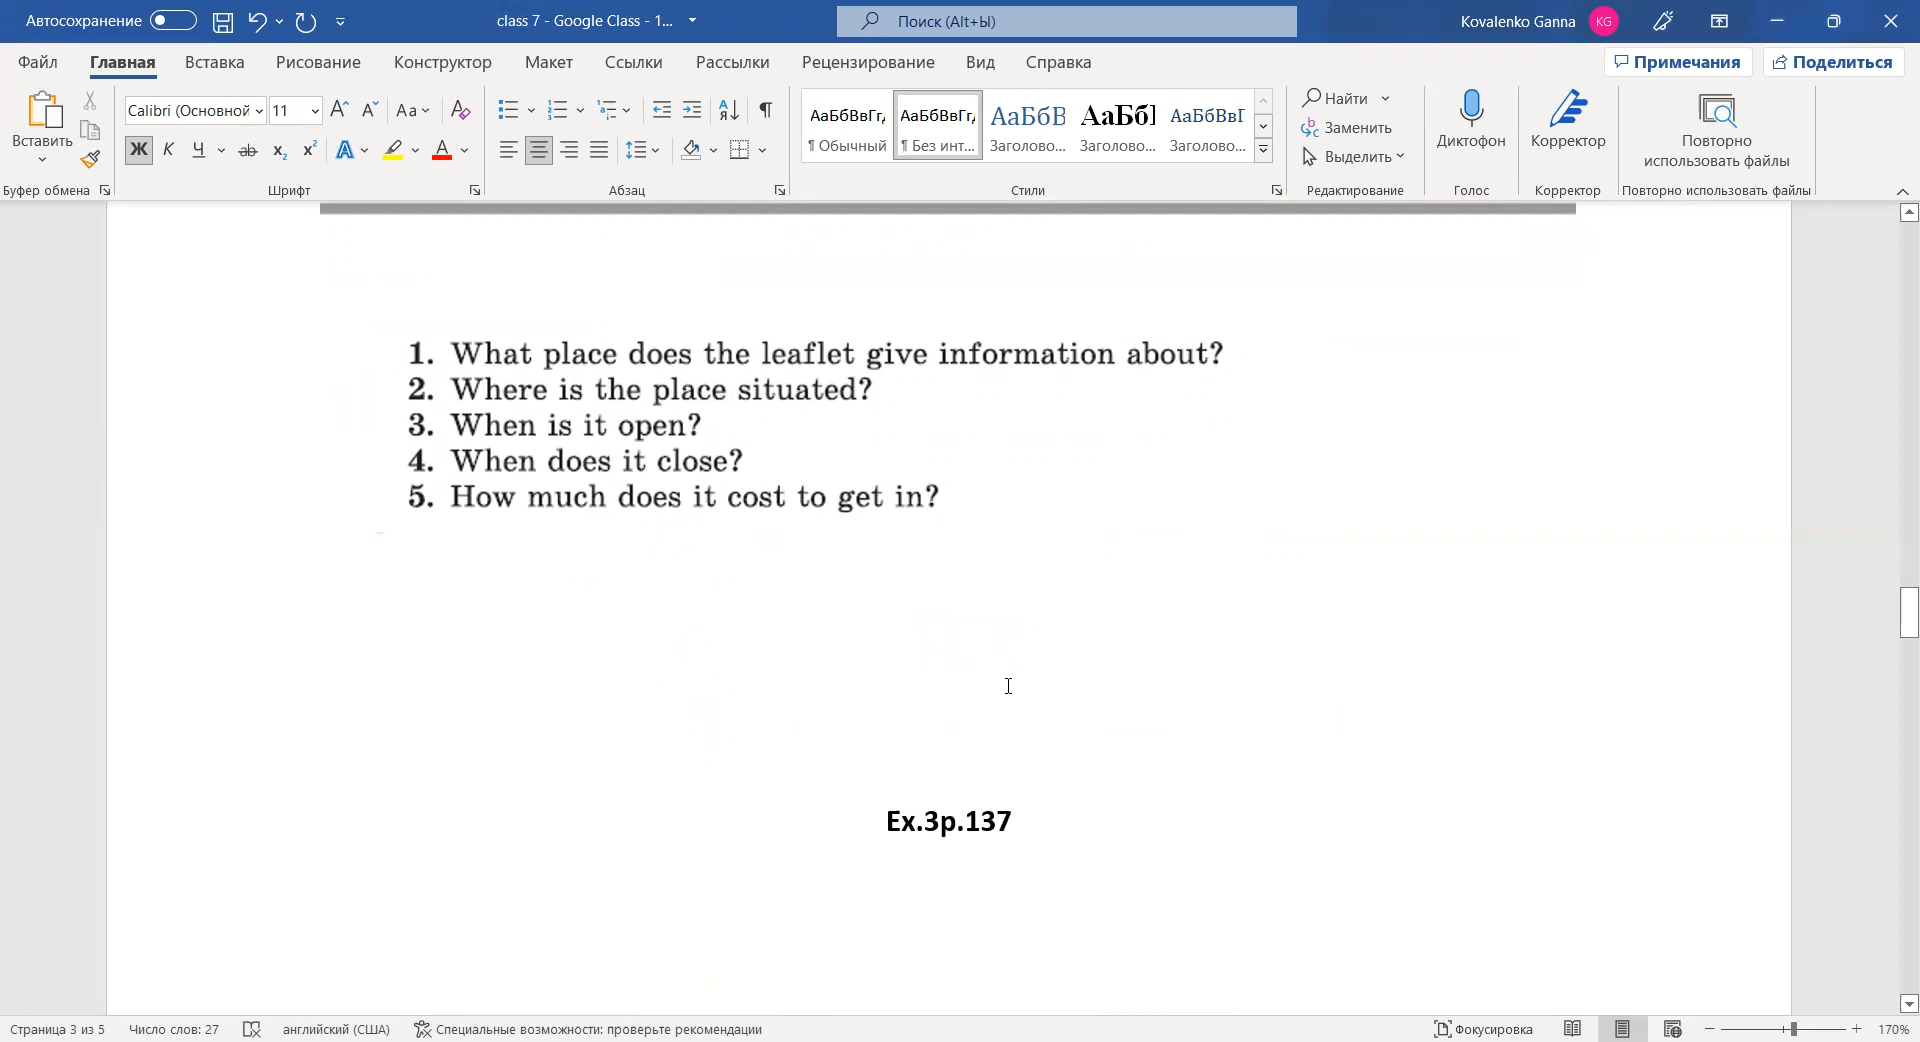 Автосохранение
class 7 - Google Class - 1...
Поиск (Alt+Ы)
Kovalenko Ganna
KG
Файл Главная Вставка Рисование Конструктор Макет Ссылки Рассылки Рецензирование Вид Справка
Примечания
Поделиться
Вставить
Буфер обмена
Calibri (Основной 11
Aa
Ж К Ч ab x₂ x² A A
Шрифт
Абзац
АаБбВвГг, АаБбВвГг, АаБбВ АаБб] АаБбВвГ
¶ Обычный ¶ Без инт... Заголово... Заголово... Заголово...
Стили
Найти
Заменить
Выделить
Редактирование
Диктофон
Голос
Корректор
Корректор
Повторно
использовать файлы
Повторно использовать файлы
1. What place does the leaflet give information about?
2. Where is the place situated?
3. When is it open?
4. When does it close?
5. How much does it cost to get in?
Ex.3p.137
Страница 3 из 5 Число слов: 27 английский (США) Специальные возможности: проверьте рекомендации Фокусировка 170%